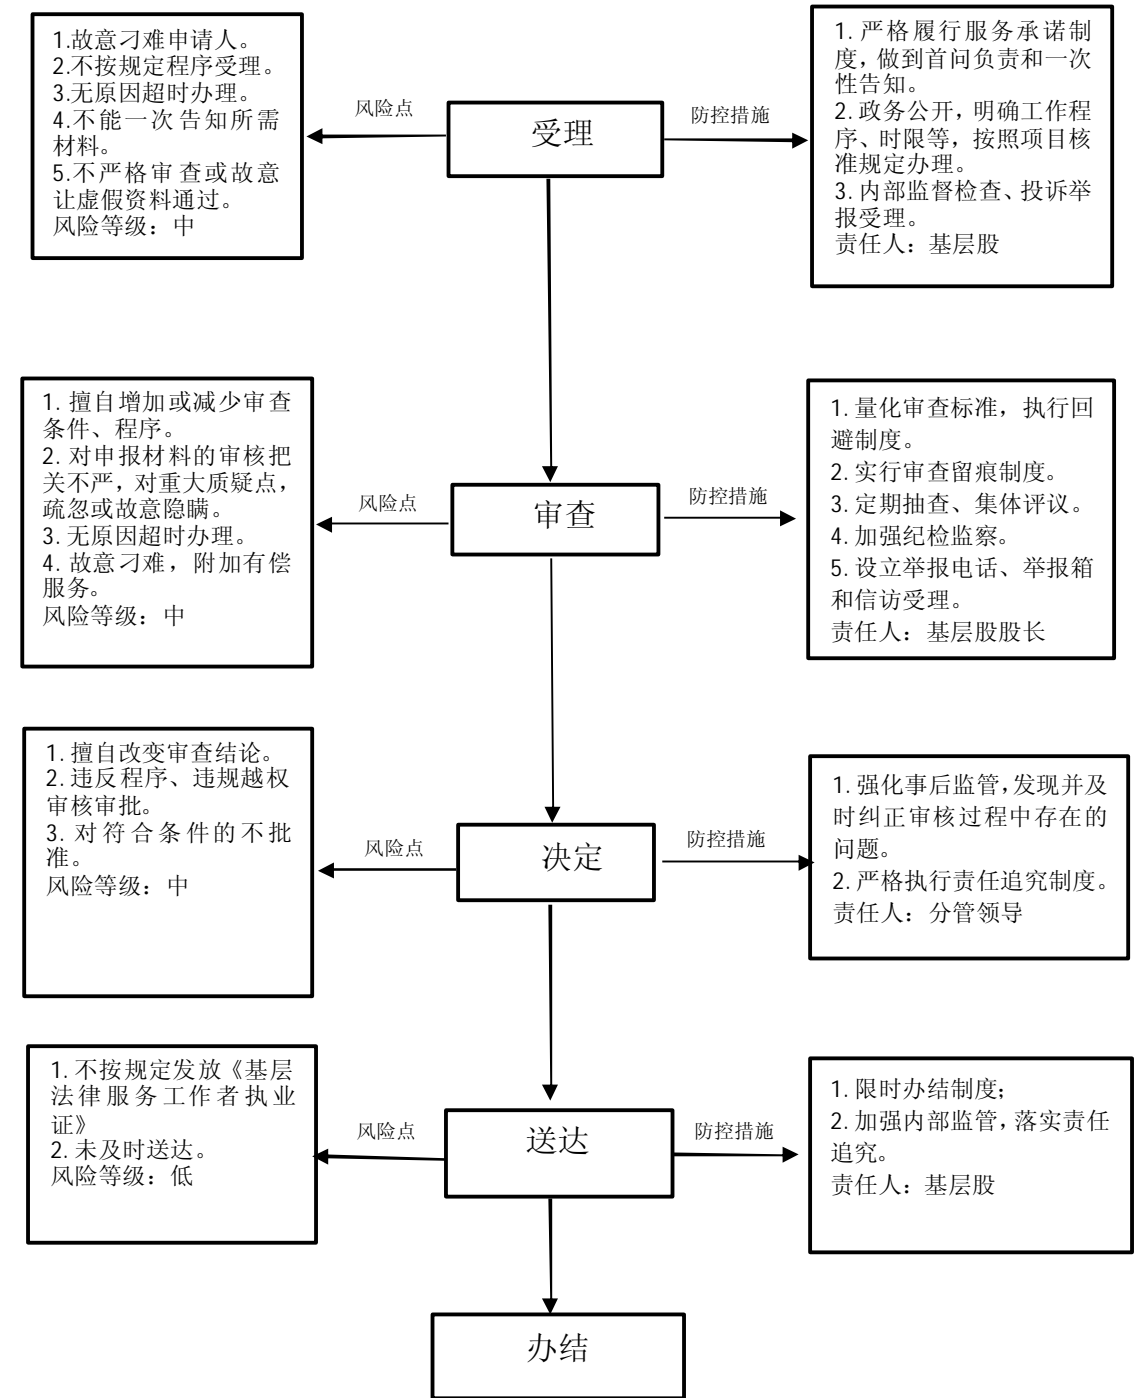 1.故意刁难申请人。
2.不按规定程序受理。
3.无原因超时办理。
4.不能一次告知所需
材料。
5.不严格审查或故意
让虚假资料通过。
风险等级：中
风险点
受理
防控措施
1.严格履行服务承诺制
度，做到首问负责和一次
性告知。
2.政务公开，明确工作程
序、时限等，按照项目核
准规定办理。
3.内部监督检查、投诉举
报受理。
责任人：基层股
1.擅自增加或减少审查
条件、程序。
2.对申报材料的审核把
关不严，对重大质疑点，
疏忽或故意隐瞒。
3.无原因超时办理。
4.故意刁难，附加有偿
服务。
风险等级：中
风险点
审查
防控措施
1.量化审查标准，执行回
避制度。
2.实行审查留痕制度。
3.定期抽查、集体评议。
4.加强纪检监察。
5.设立举报电话、举报箱
和信访受理。
责任人：基层股股长
1.擅自改变审查结论。
2.违反程序、违规越权
审核审批。
3.对符合条件的不批
准。
风险等级：中
风险点
决定
防控措施
1.强化事后监管，发现并及
时纠正审核过程中存在的
问题。
2.严格执行责任追究制度。
责任人：分管领导
1.不按规定发放《基层
法律服务工作者执业
证》
2.未及时送达。
风险等级：低
风险点
送达
防控措施
1.限时办结制度；
2.加强内部监管，落实责任
追究。
责任人：基层股
办结